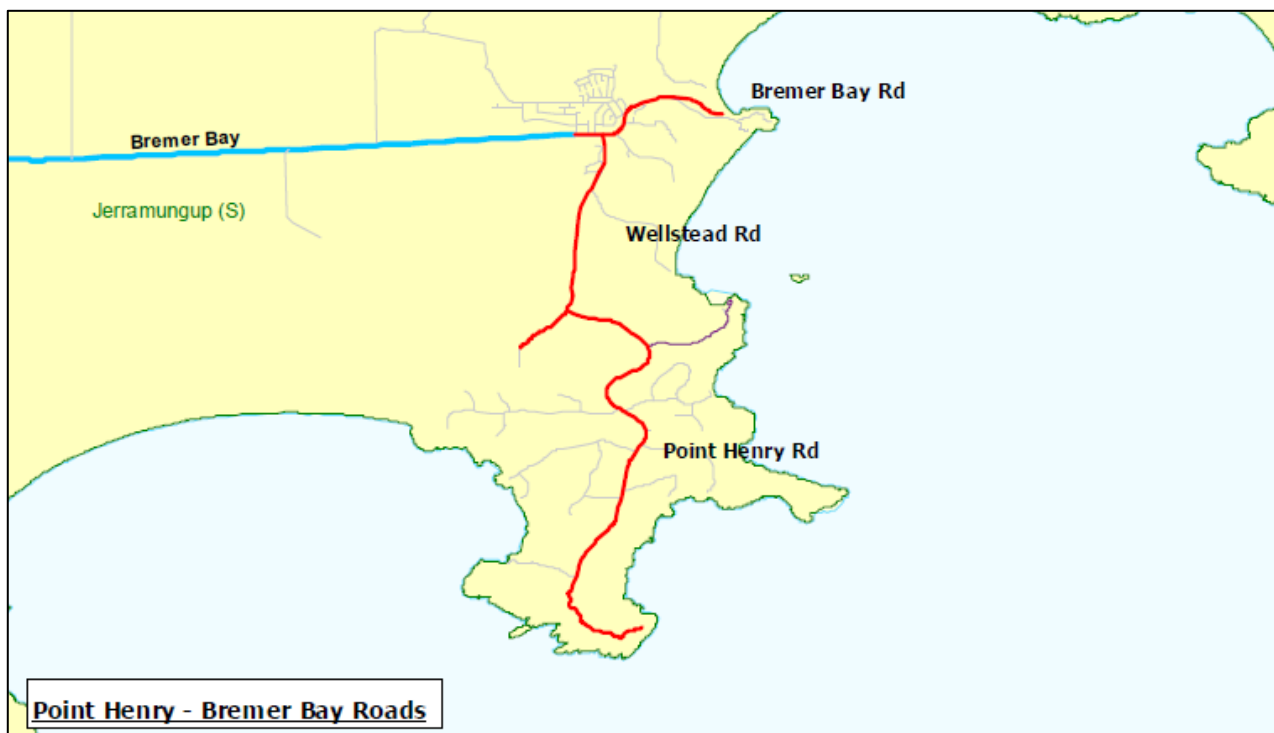 Bremer Bay Rd
Bremer Bay
Jerramungup (S)
Wellstead Rd
Point Henry Rd
Point Henry - Bremer Bay Roads